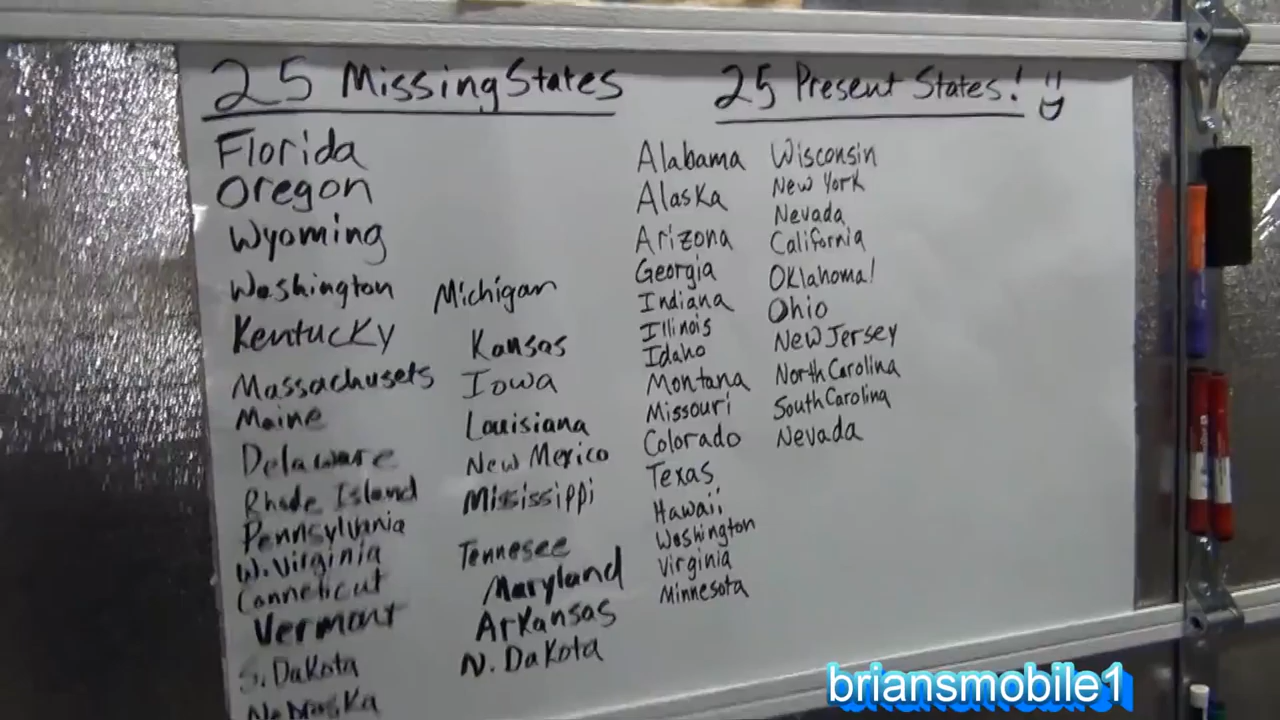 25 Missing States
Florida
Oregon
Wyoming
Washington
Kentucky
Massachusets
Maine
Delaware
Rhode Island
Pennsylvania
W. Virginia
Conneticut
Vermont
S. Dakota
Nebraska
Michigan
Kansas
Iowa
Louisiana
New Mexico
Mississippi
Tennesee
Maryland
Arkansas
N. Dakota
25 Present States!
Alabama
Alaska
Arizona
Georgia
Indiana
Illinois
Idaho
Montana
Missouri
Colorado
Texas
Hawaii
Washington
Virginia
Minnesota
Wisconsin
New York
Nevada
California
Oklahoma!
Ohio
New Jersey
North Carolina
South Carolina
Nevada
briansmobile1